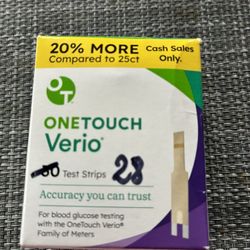 20% MORE
Compared to 25ct
Cash Sales
Only.
OT
ONETOUCH
Verio®
30 Test Strips 28
Accuracy you can trust
For blood glucose testing
with the OneTouch Verio®
Family of Meters